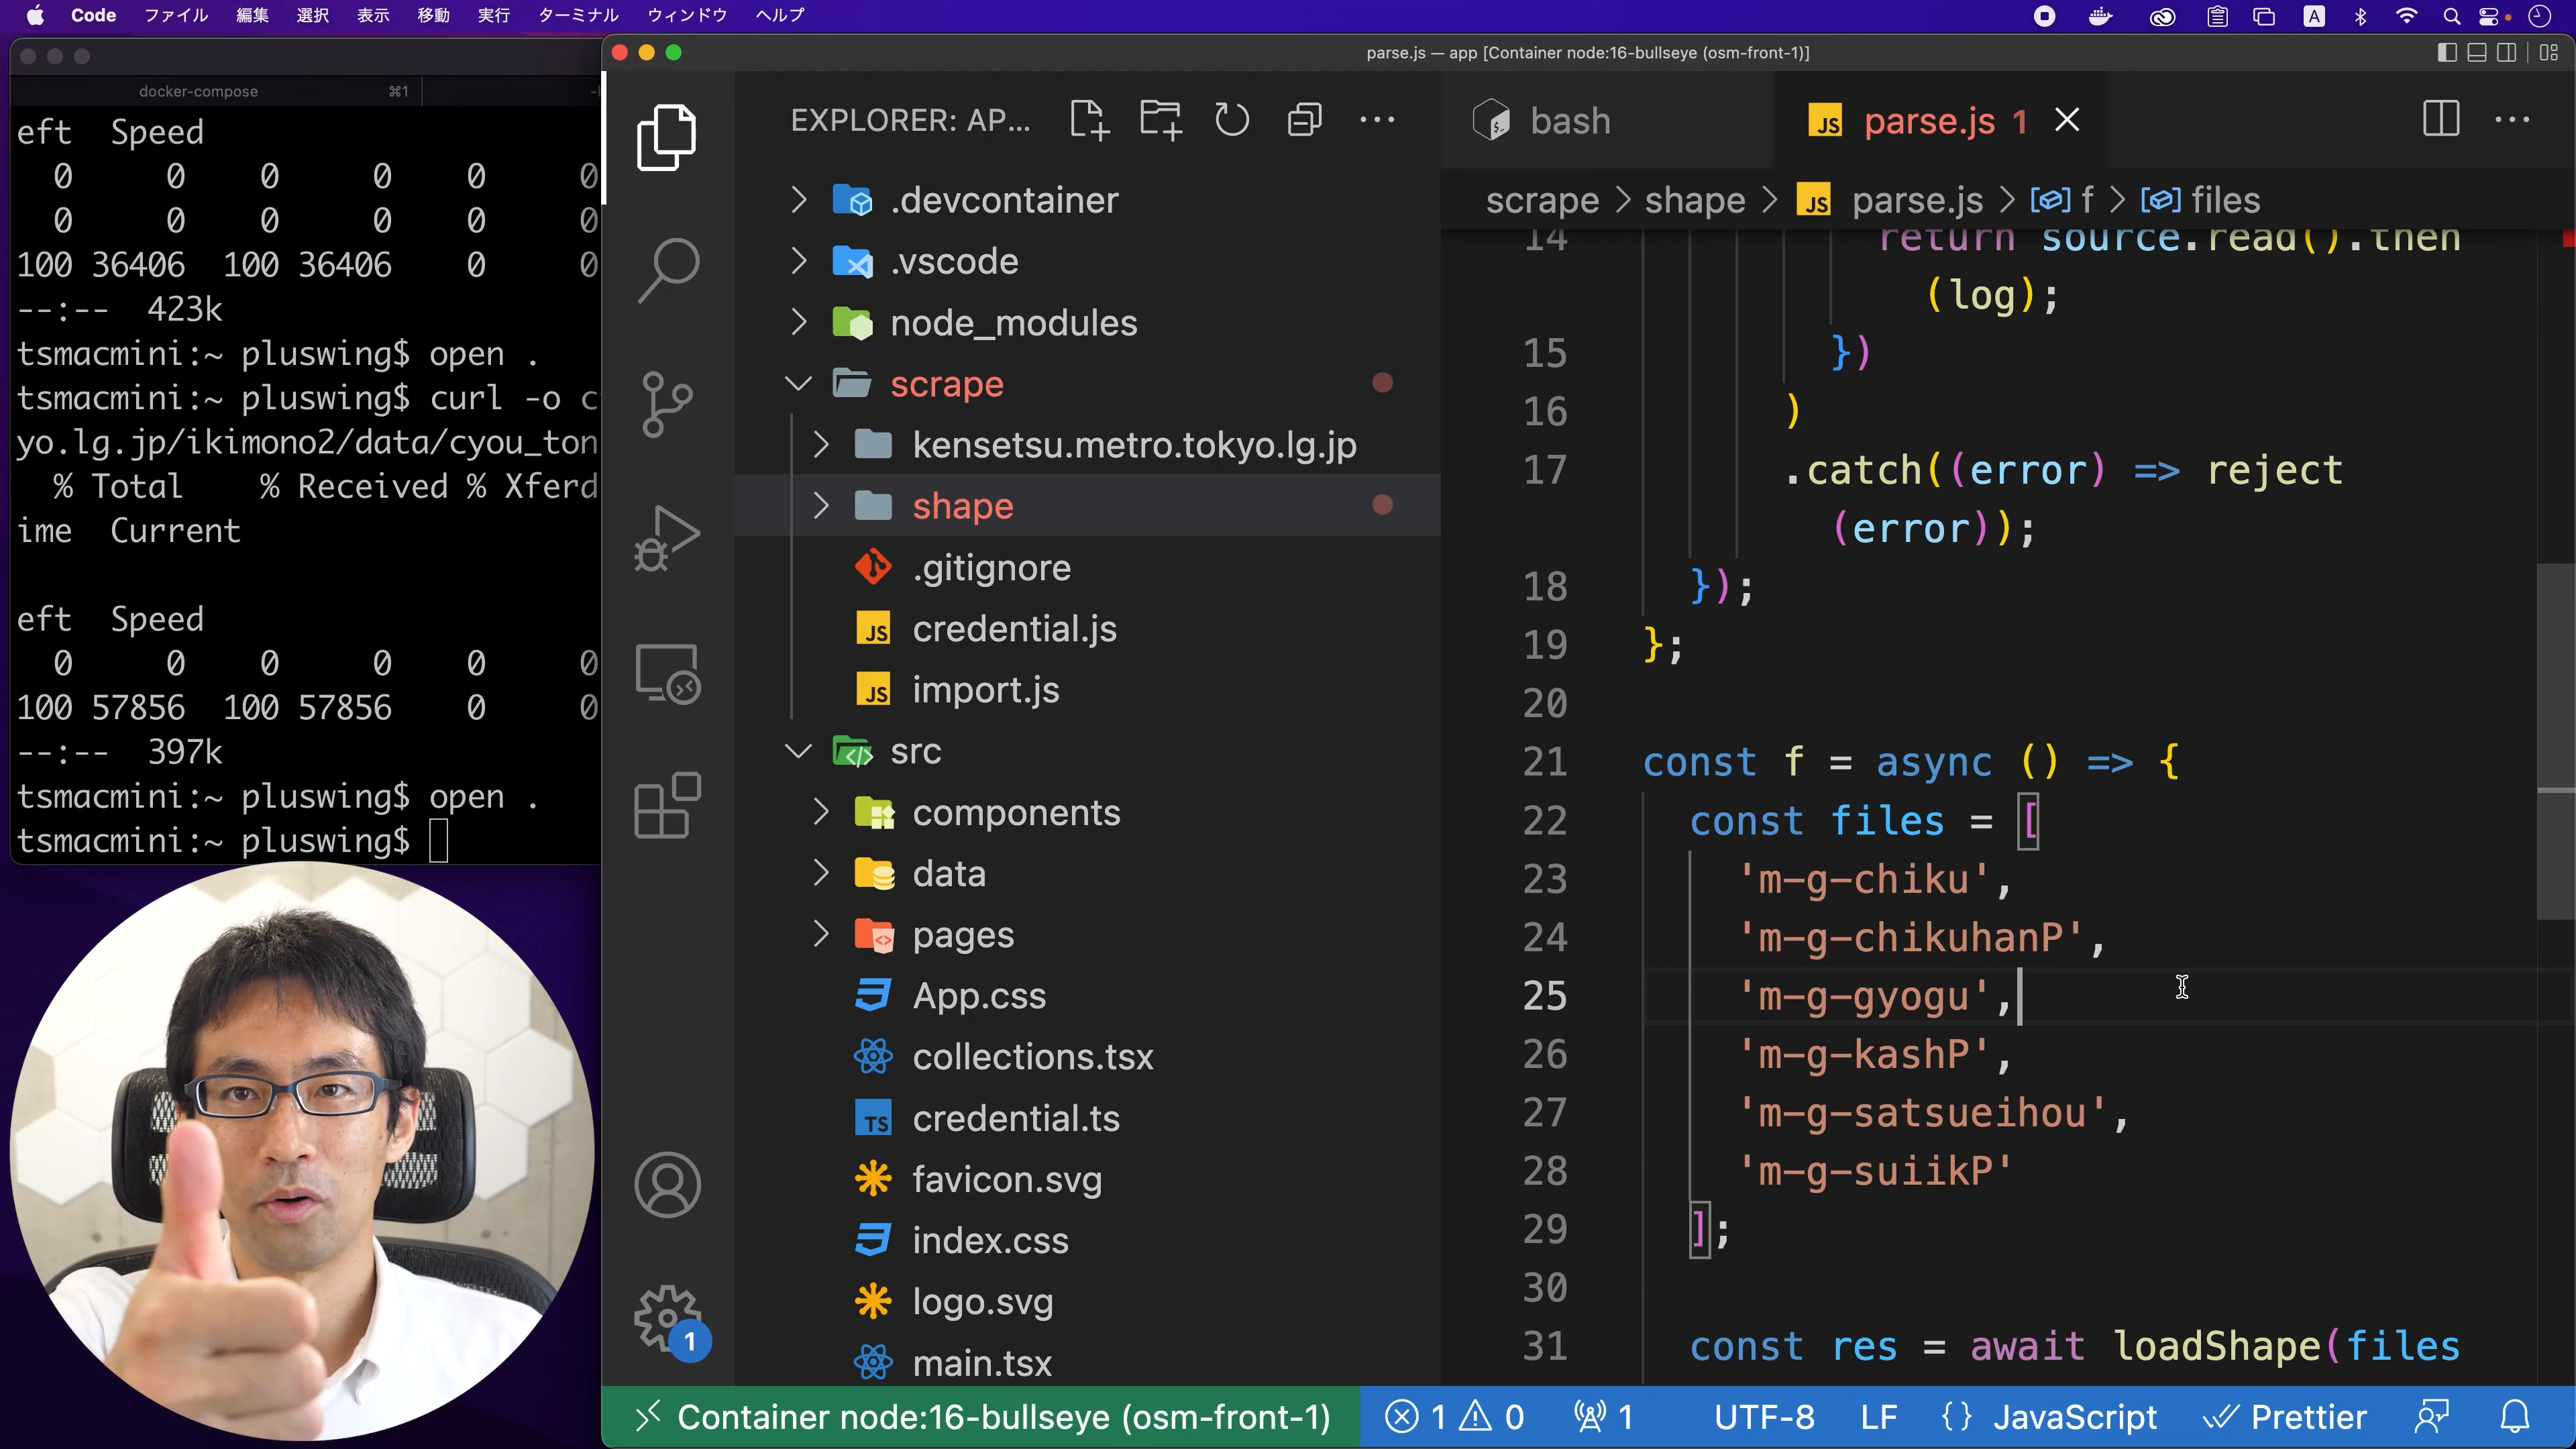 Code ファイル 編集 選択 表示 移動 実行 ターミナル ウィンドウ ヘルプ A
docker-compose ⌘1
eft Speed
0 0 0 0 0 0
0 0 0 0 0 0
100 36406 100 36406 0 0
--:-- 423k
tsmacmini:~ pluswing$ open .
tsmacmini:~ pluswing$ curl -o c
yo.lg.jp/ikimono2/data/cyou_ton
% Total % Received % Xferd
ime Current
eft Speed
0 0 0 0 0 0
100 57856 100 57856 0 0
--:-- 397k
tsmacmini:~ pluswing$ open .
tsmacmini:~ pluswing$
parse.js — app [Container node:16-bullseye (osm-front-1)]
EXPLORER: AP...
.devcontainer
.vscode
node_modules
scrape
kensetsu.metro.tokyo.lg.jp
shape
.gitignore
JS credential.js
JS import.js
src
components
data
pages
App.css
collections.tsx
TS credential.ts
favicon.svg
index.css
logo.svg
main.tsx
1
bash
JS parse.js 1
scrape > shape > JS parse.js > f > files
14 return source.read().then
(log);
15 })
16 )
17 .catch((error) => reject
(error));
18 });
19 };
20
21 const f = async () => {
22 const files = [
23 'm-g-chiku',
24 'm-g-chikuhanP',
25 'm-g-gyogu',
26 'm-g-kashP',
27 'm-g-satsueihou',
28 'm-g-suiikP'
29 ];
30
31 const res = await loadShape(files
Container node:16-bullseye (osm-front-1) 1 0 1 UTF-8 LF {} JavaScript Prettier